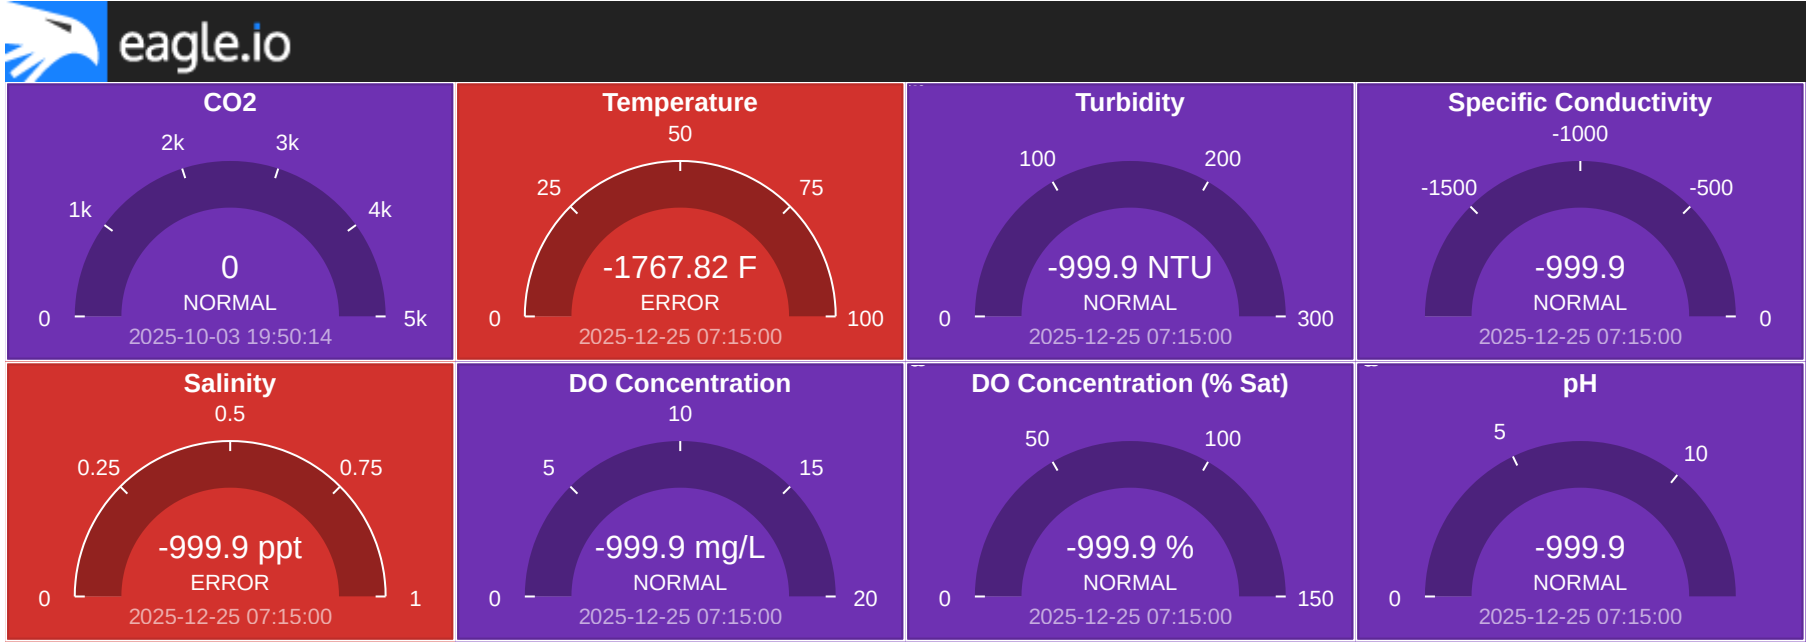 eagle.io
CO2
2k
3k
1k
4k
0
NORMAL
0
5k
2025-10-03 19:50:14
Temperature
50
25
75
-1767.82 F
ERROR
0
100
2025-12-25 07:15:00
Turbidity
100
200
-999.9 NTU
NORMAL
0
300
2025-12-25 07:15:00
Specific Conductivity
-1000
-1500
-500
-999.9
NORMAL
0
2025-12-25 07:15:00
Salinity
0.5
0.25
0.75
-999.9 ppt
ERROR
0
1
2025-12-25 07:15:00
DO Concentration
10
5
15
-999.9 mg/L
NORMAL
0
20
2025-12-25 07:15:00
DO Concentration (% Sat)
50
100
-999.9 %
NORMAL
0
150
2025-12-25 07:15:00
pH
5
10
-999.9
NORMAL
0
2025-12-25 07:15:00